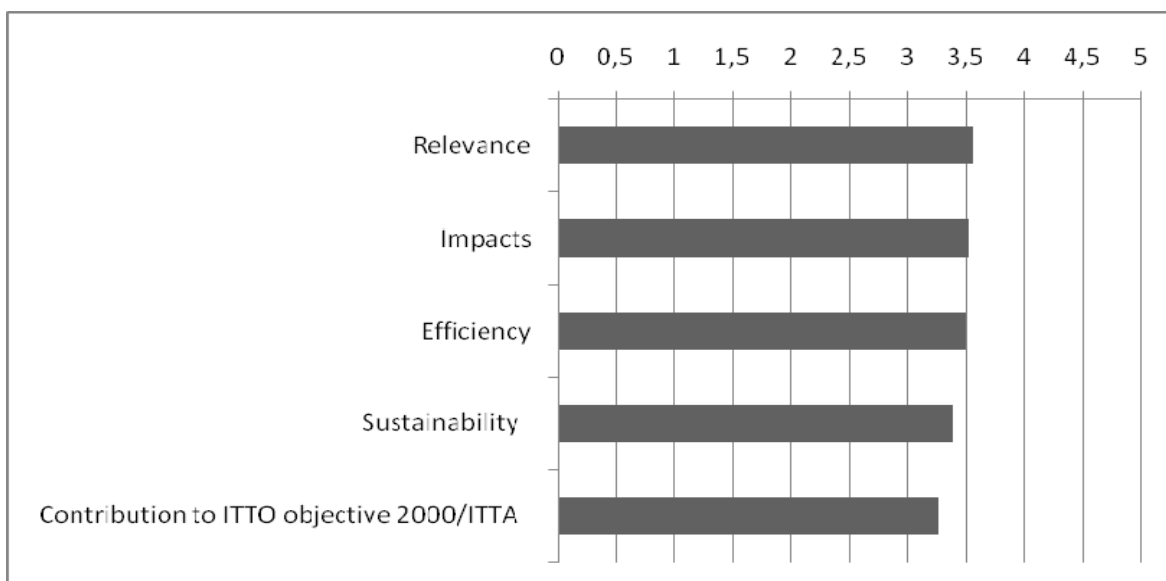 0 0,5 1 1,5 2 2,5 3 3,5 4 4,5 5
Relevance
Impacts
Efficiency
Sustainability
Contribution to ITTO objective 2000/ITTA